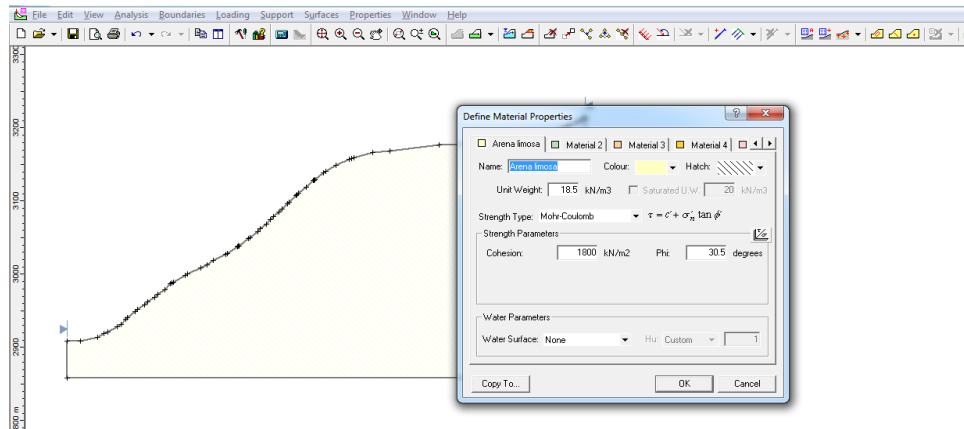 File Edit View Analysis Boundaries Loading Support Surfaces Properties Window Help
3300
3200
3100
3000
2900
800 m
Define Material Properties
Arena limosa Material 2 Material 3 Material 4
Name: Arena limosa Colour: Hatch:
Unit Weight: 18.5 kN/m3 Saturated U.W. 20 kN/m3
Strength Type: Mohr-Coulomb τ = c' + σ'n tan ϕ'
Strength Parameters
Cohesion: 1800 kN/m2 Phi: 30.5 degrees
Water Parameters
Water Surface: None Hu: Custom 1
Copy To... OK Cancel